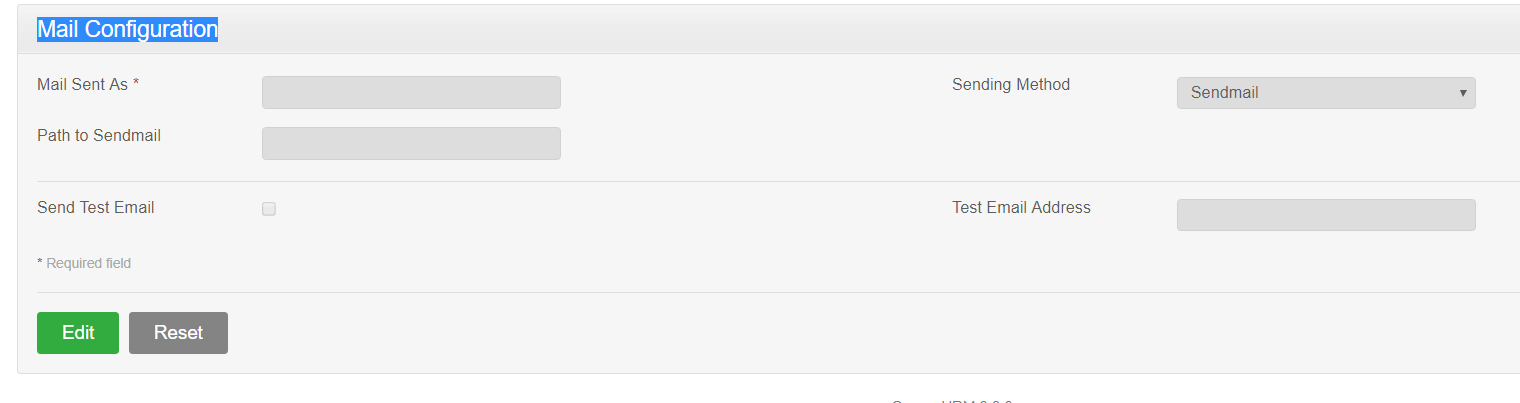 Mail Configuration
Mail Sent As *
Sending Method
Sendmail
Path to Sendmail
Send Test Email
Test Email Address
* Required field
Edit
Reset